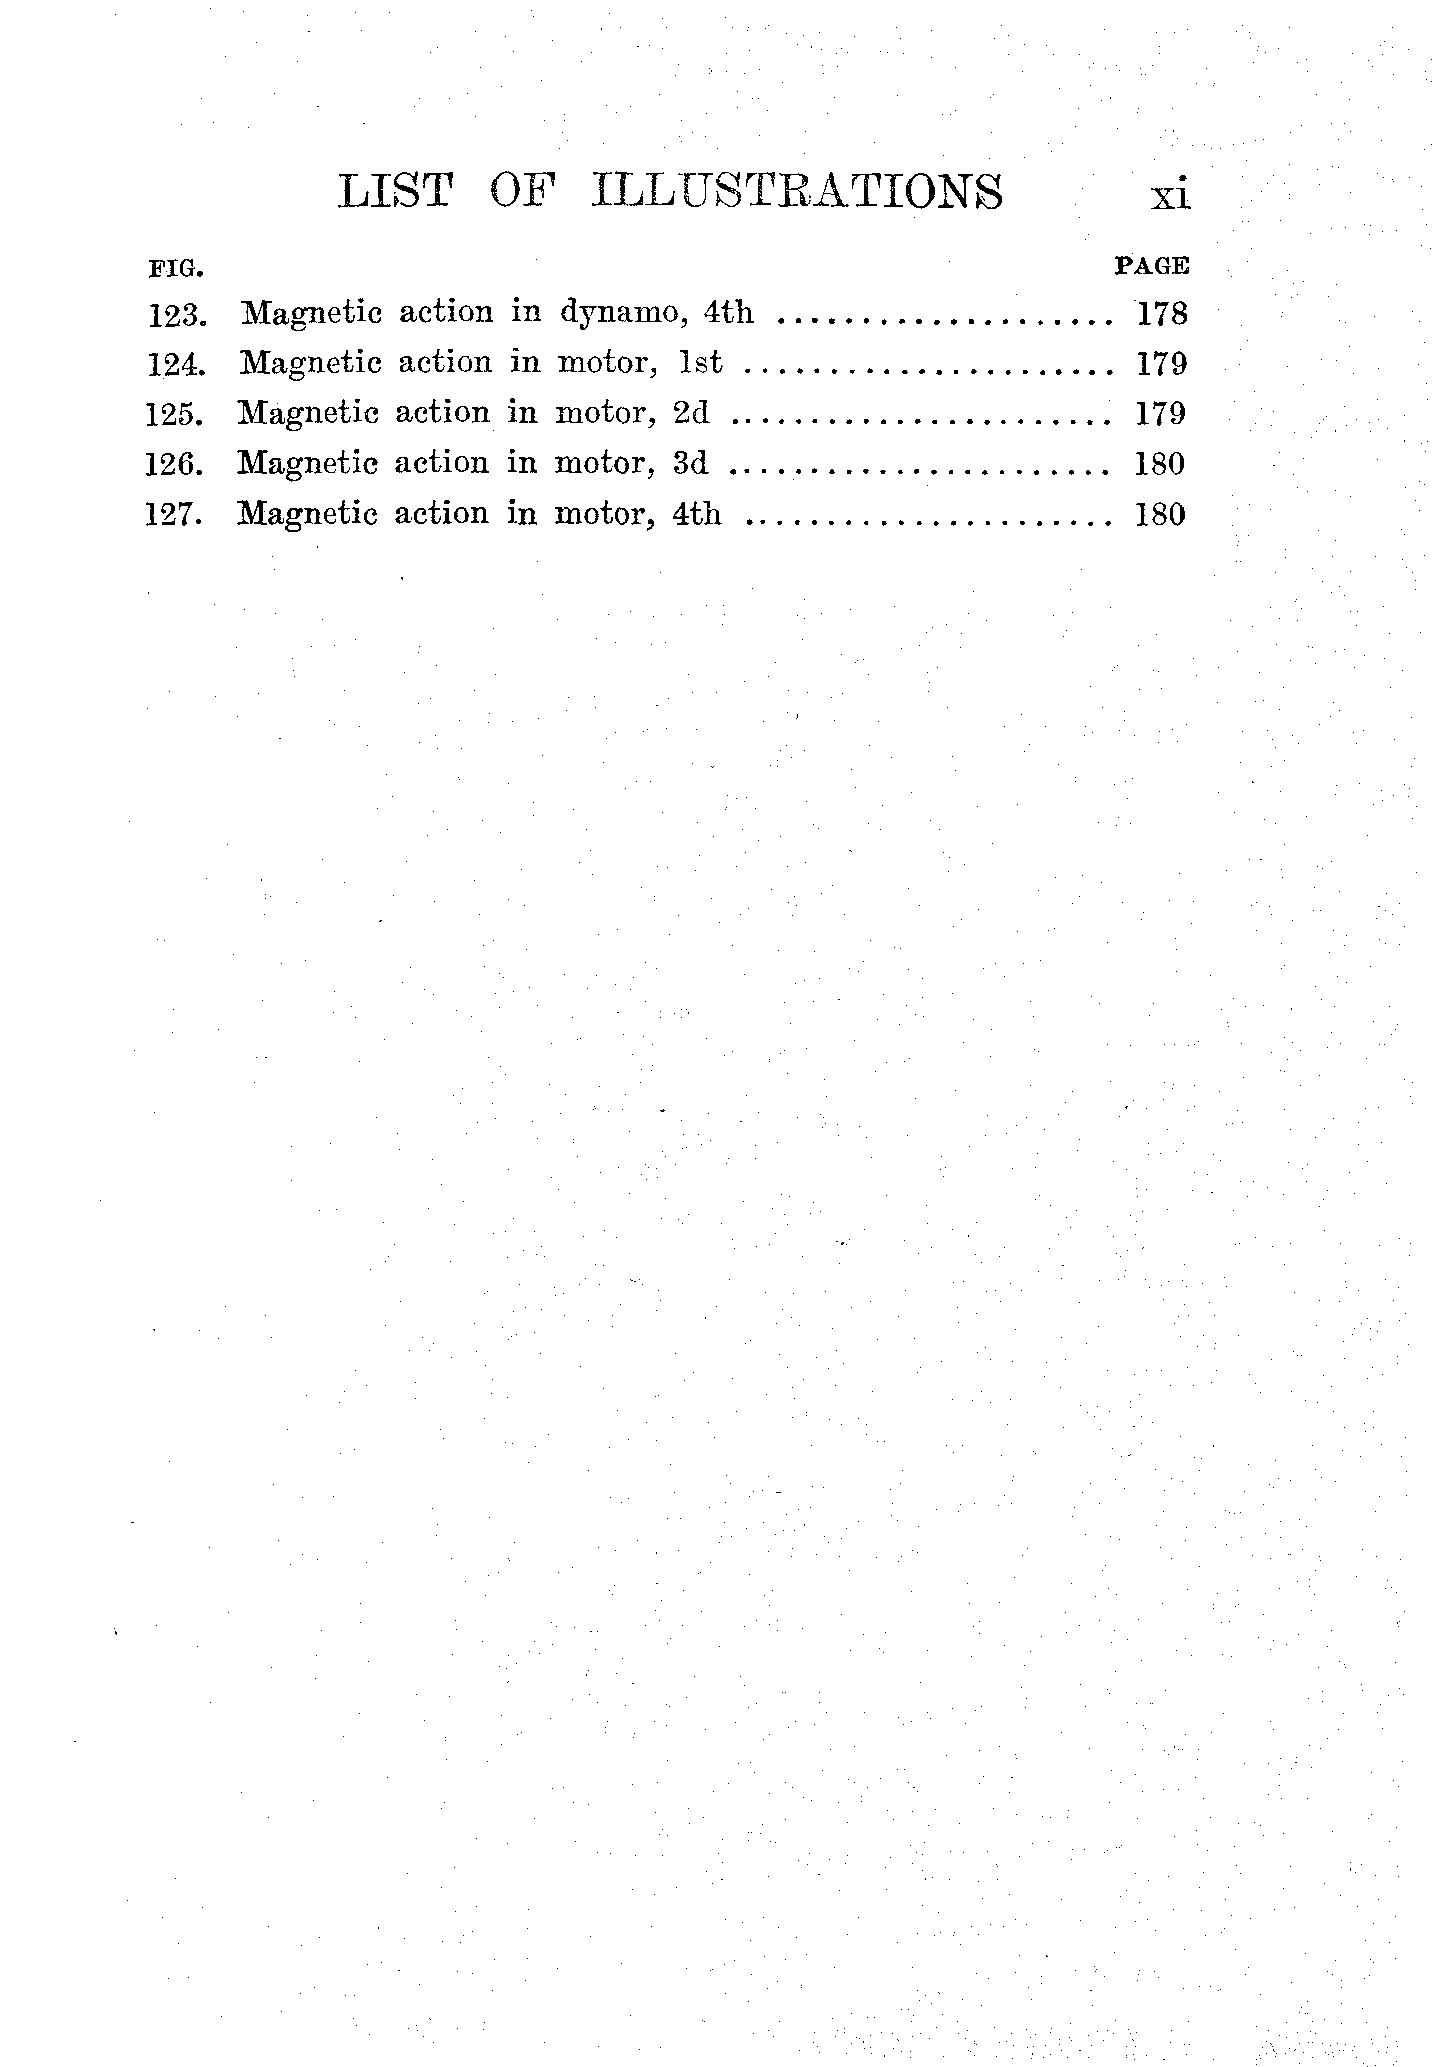 LIST OF ILLUSTRATIONS xi
FIG. PAGE
123. Magnetic action in dynamo, 4th .................... 178
124. Magnetic action in motor, 1st ...................... 179
125. Magnetic action in motor, 2d ....................... 179
126. Magnetic action in motor, 3d ....................... 180
127. Magnetic action in motor, 4th ...................... 180